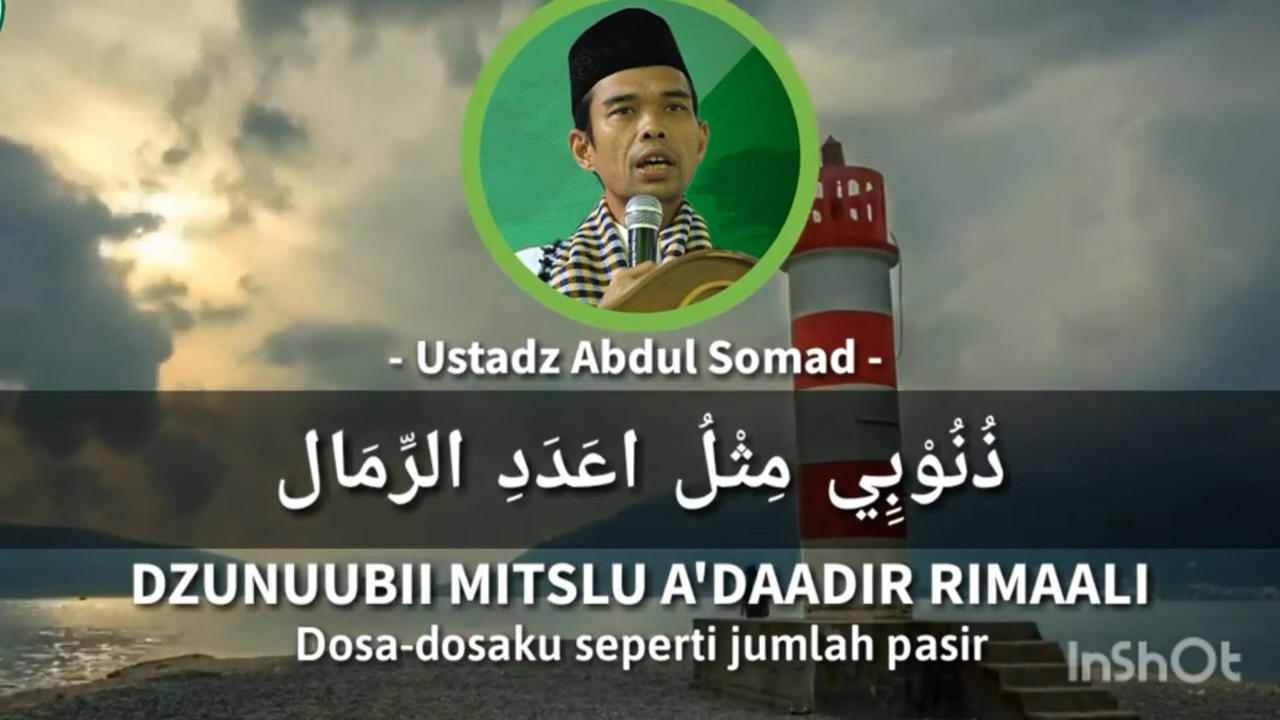 - Ustadz Abdul Somad -
ذُنُوْبِِي مِثْلُ اعَدَدِ الرِّمَال
DZUNUUBII MITSLU A'DAADIR RIMAALI
Dosa-dosaku seperti jumlah pasir
InShOt